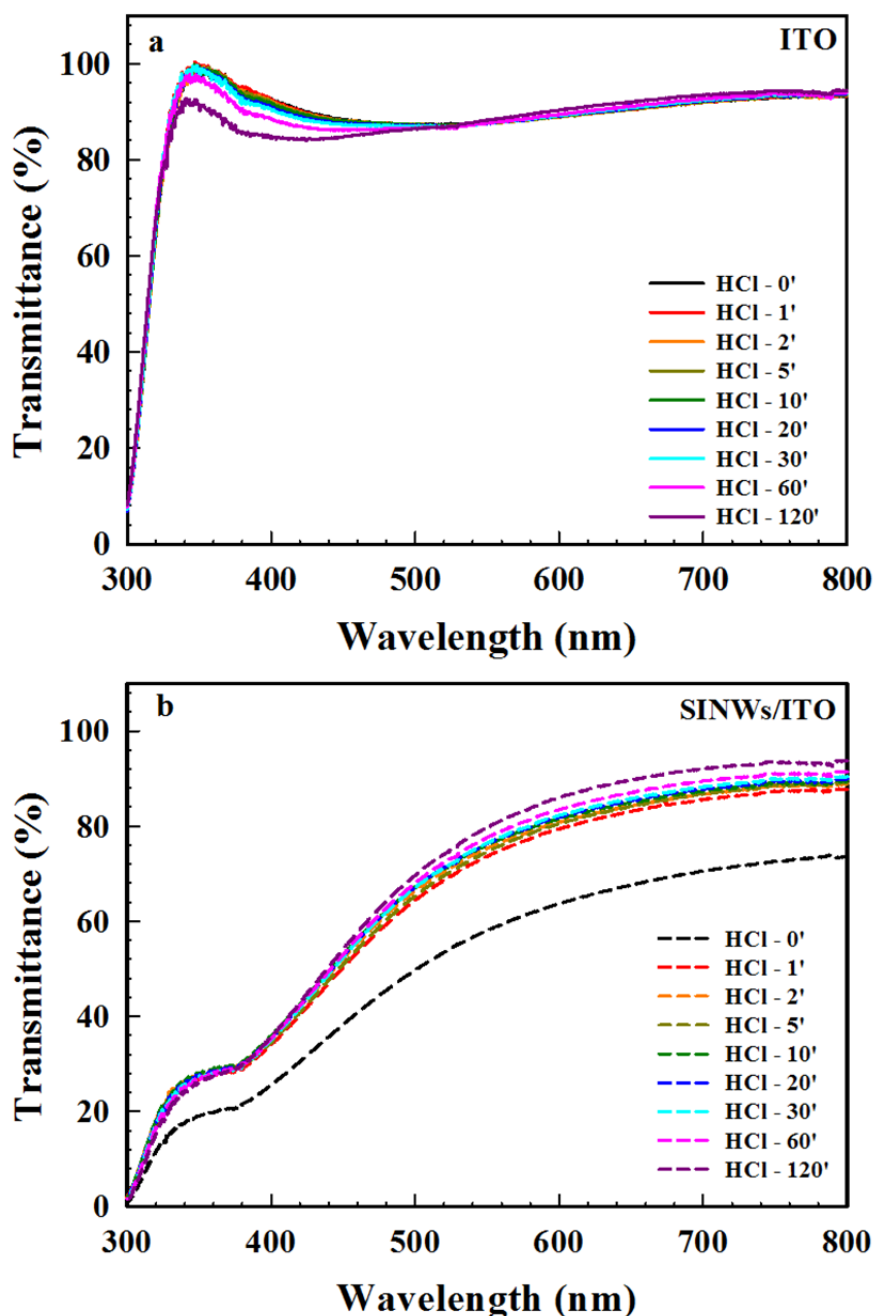 a
ITO
100
80
60
40
20
0
Transmittance (%)
HCl - 0'
HCl - 1'
HCl - 2'
HCl - 5'
HCl - 10'
HCl - 20'
HCl - 30'
HCl - 60'
HCl - 120'
300 400 500 600 700 800
Wavelength (nm)
b
SINWs/ITO
100
80
60
40
20
0
Transmittance (%)
HCl - 0'
HCl - 1'
HCl - 2'
HCl - 5'
HCl - 10'
HCl - 20'
HCl - 30'
HCl - 60'
HCl - 120'
300 400 500 600 700 800
Wavelength (nm)